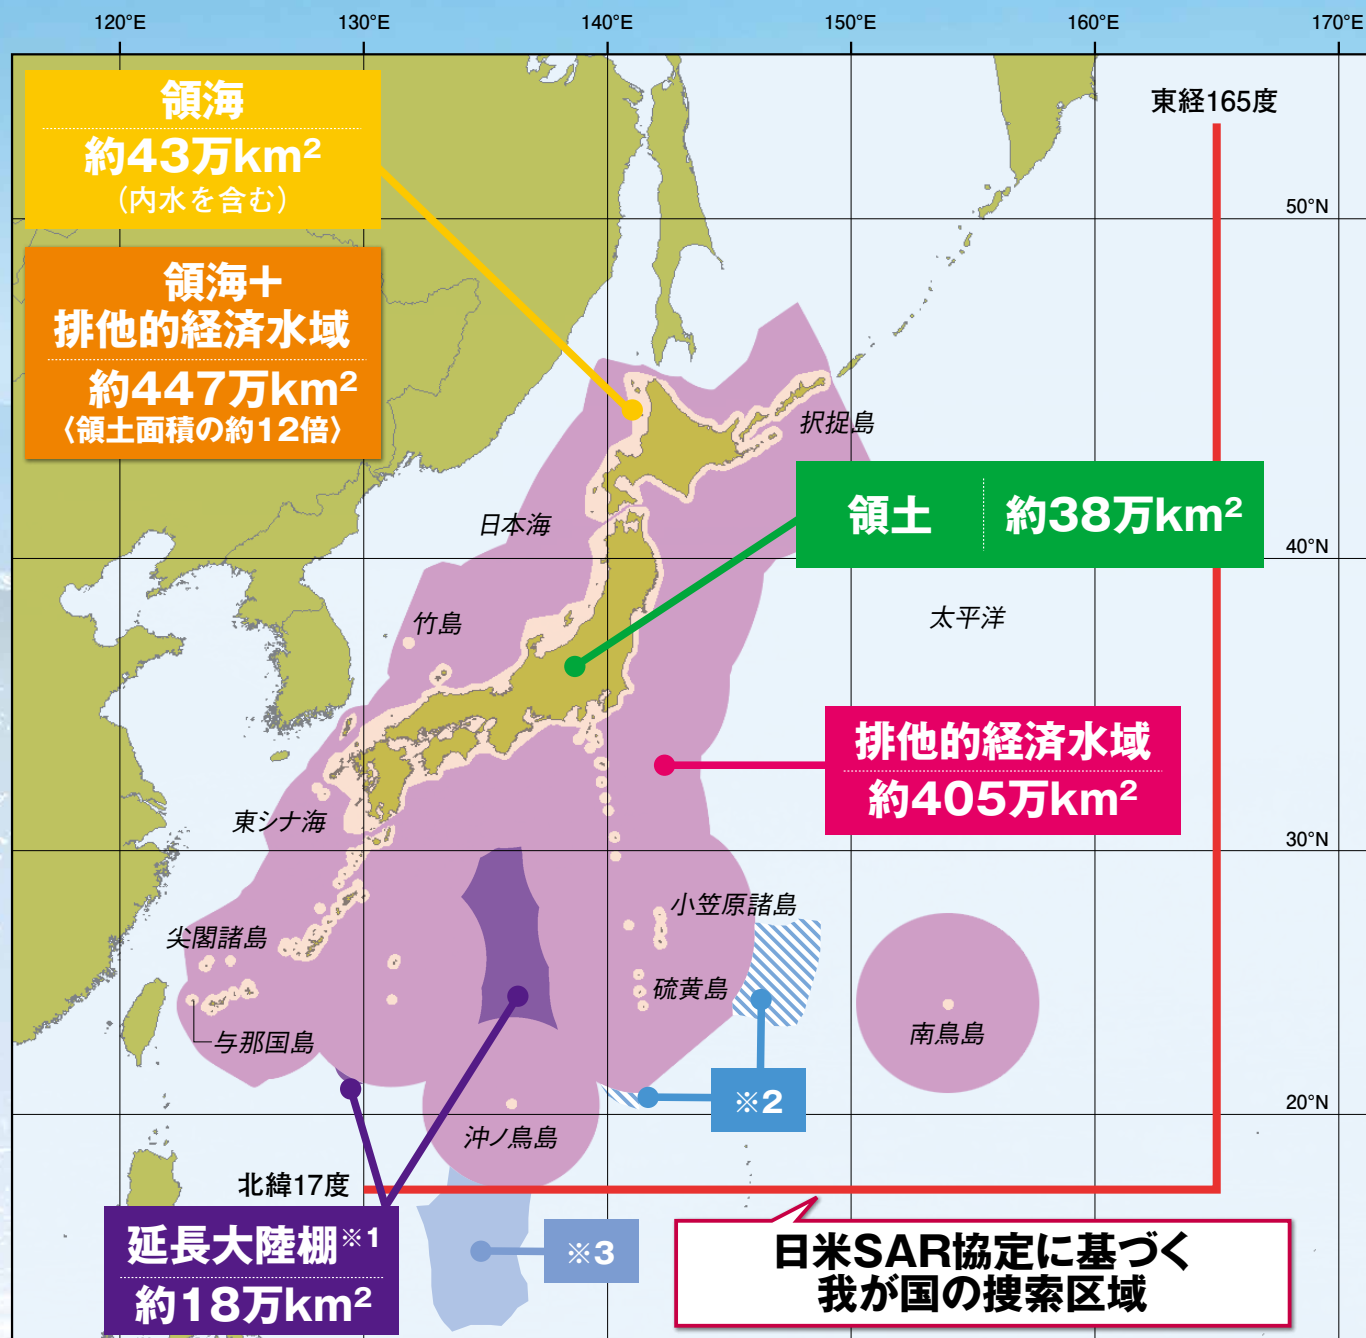 120°E
130°E
140°E
150°E
160°E
170°E
領海
約43万km²
(内水を含む)
東経165度
50°N
領海+
排他的経済水域
約447万km²
〈領土面積の約12倍〉
択捉島
領土
約38万km²
日本海
40°N
竹島
太平洋
排他的経済水域
約405万km²
東シナ海
30°N
小笠原諸島
尖閣諸島
硫黄島
南鳥島
与那国島
※2
20°N
沖ノ鳥島
北緯17度
延長大陸棚※1
約18万km²
※3
日米SAR協定に基づく
我が国の捜索区域